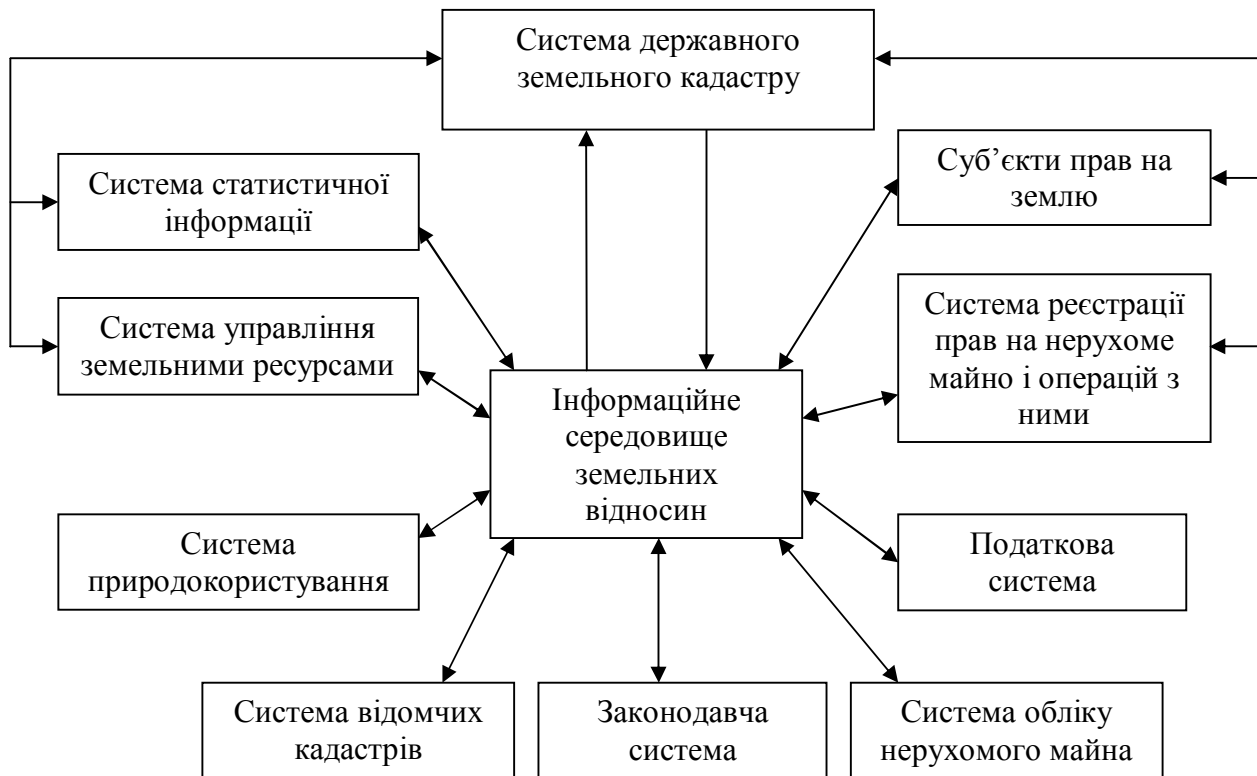 Система державного
земельного кадастру
Система статистичної
інформації
Суб’єкти прав на
землю
Система управління
земельними ресурсами
Система реєстрації
прав на нерухоме
майно і операцій з
ними
Інформаційне
середовище
земельних
відносин
Система
природокористування
Податкова
система
Система відомчих
кадастрів
Законодавча
система
Система обліку
нерухомого майна